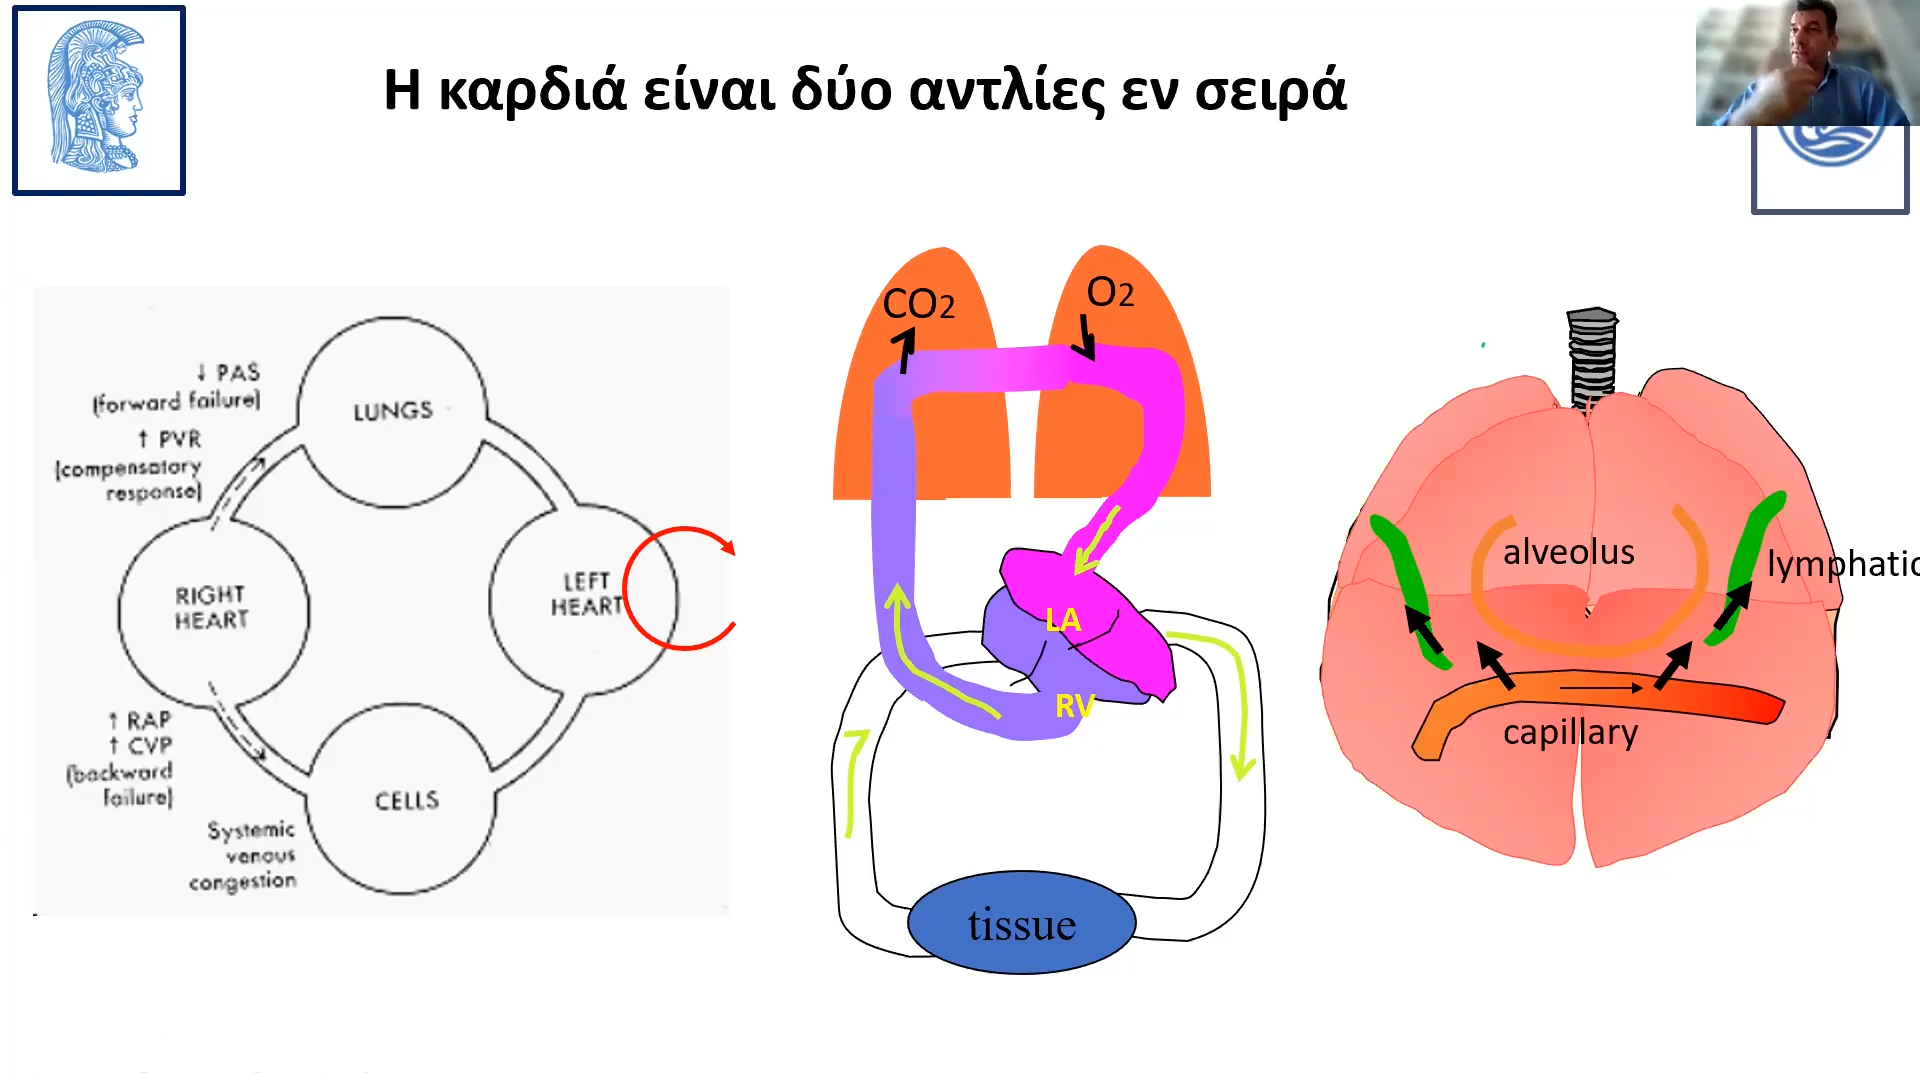 Η καρδιά είναι δύο αντλίες εν σειρά
↓ PAS
(forward failure)
↑ PVR
(compensatory
response)
LUNGS
RIGHT
HEART
LEFT
HEART
↑ RAP
↑ CVP
(backward
failure)
CELLS
Systemic
venous
congestion
CO2
O2
LA
RV
tissue
alveolus
lymphatic
capillary